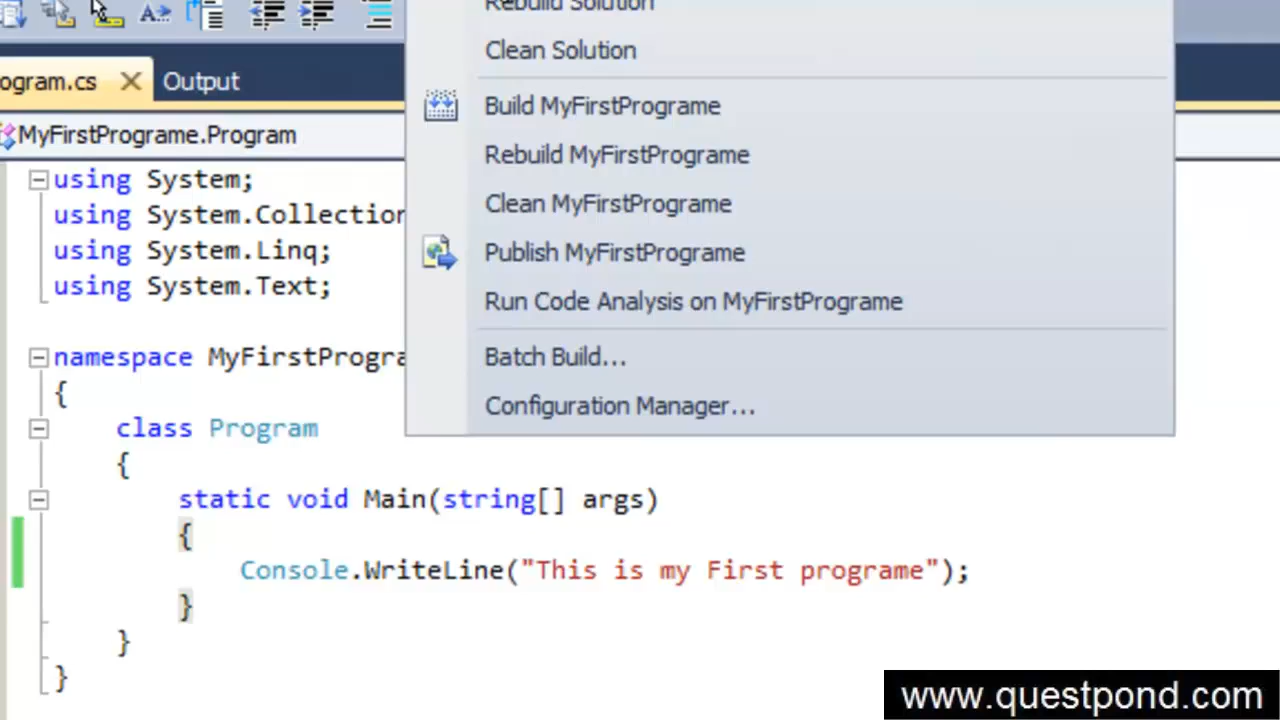 Rebuild Solution
Clean Solution
ogram.cs
Output
Build MyFirstPrograme
MyFirstPrograme.Program
Rebuild MyFirstPrograme
Clean MyFirstPrograme
Publish MyFirstPrograme
Run Code Analysis on MyFirstPrograme
Batch Build...
Configuration Manager...
using System;
using System.Collection
using System.Linq;
using System.Text;
namespace MyFirstProgra
{
class Program
{
static void Main(string[] args)
{
Console.WriteLine("This is my First programe");
}
}
}
www.questpond.com